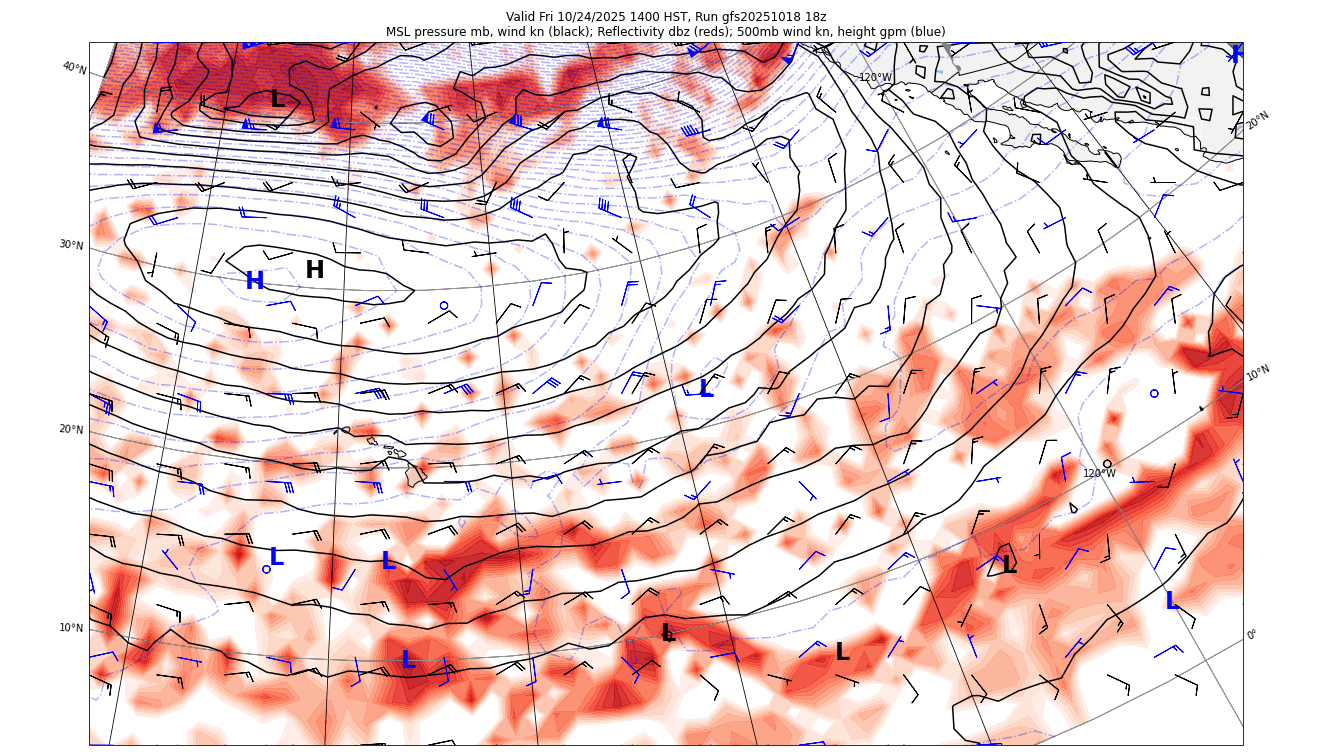 Valid Fri 10/24/2025 1400 HST, Run gfs20251018 18z
MSL pressure mb, wind kn (black); Reflectivity dbz (reds); 500mb wind kn, height gpm (blue)
H
40°N
120°W
L
20°N
30°N
H
H
10°N
L
20°N
120°W
L
L
L
L
10°N
L
0°
L
L